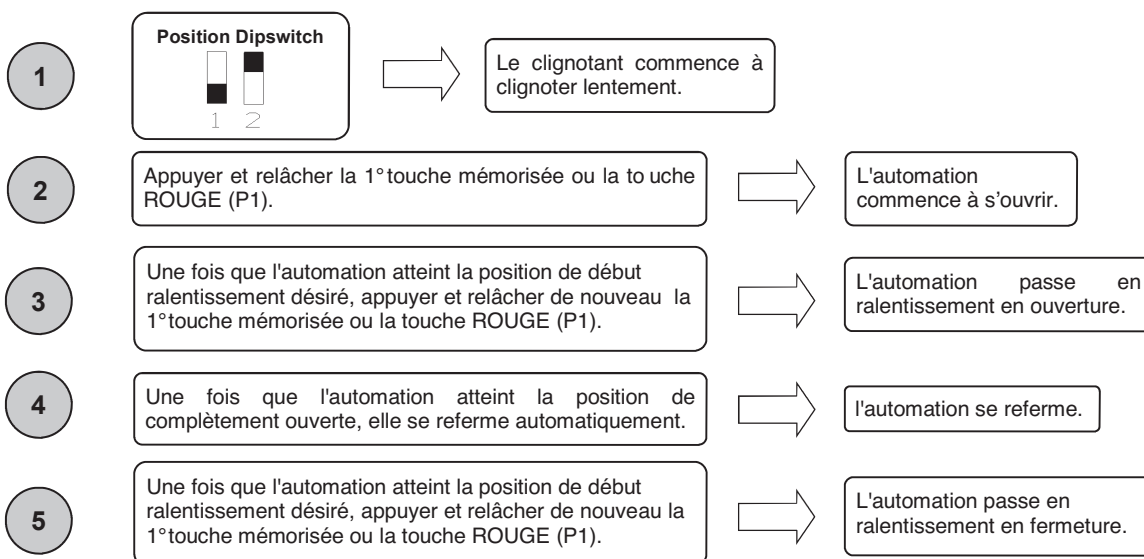 1
Position Dipswitch
1 2
Le clignotant commence à
clignoter lentement.
2
Appuyer et relâcher la 1° touche mémorisée ou la to uche
ROUGE (P1).
L'automation
commence à s'ouvrir.
3
Une fois que l'automation atteint la position de début
ralentissement désiré, appuyer et relâcher de nouveau la
1° touche mémorisée ou la touche ROUGE (P1).
L'automation passe en
ralentissement en ouverture.
4
Une fois que l'automation atteint la position de
complètement ouverte, elle se referme automatiquement.
l'automation se referme.
5
Une fois que l'automation atteint la position de début
ralentissement désiré, appuyer et relâcher de nouveau la
1° touche mémorisée ou la touche ROUGE (P1).
L'automation passe en
ralentissement en fermeture.